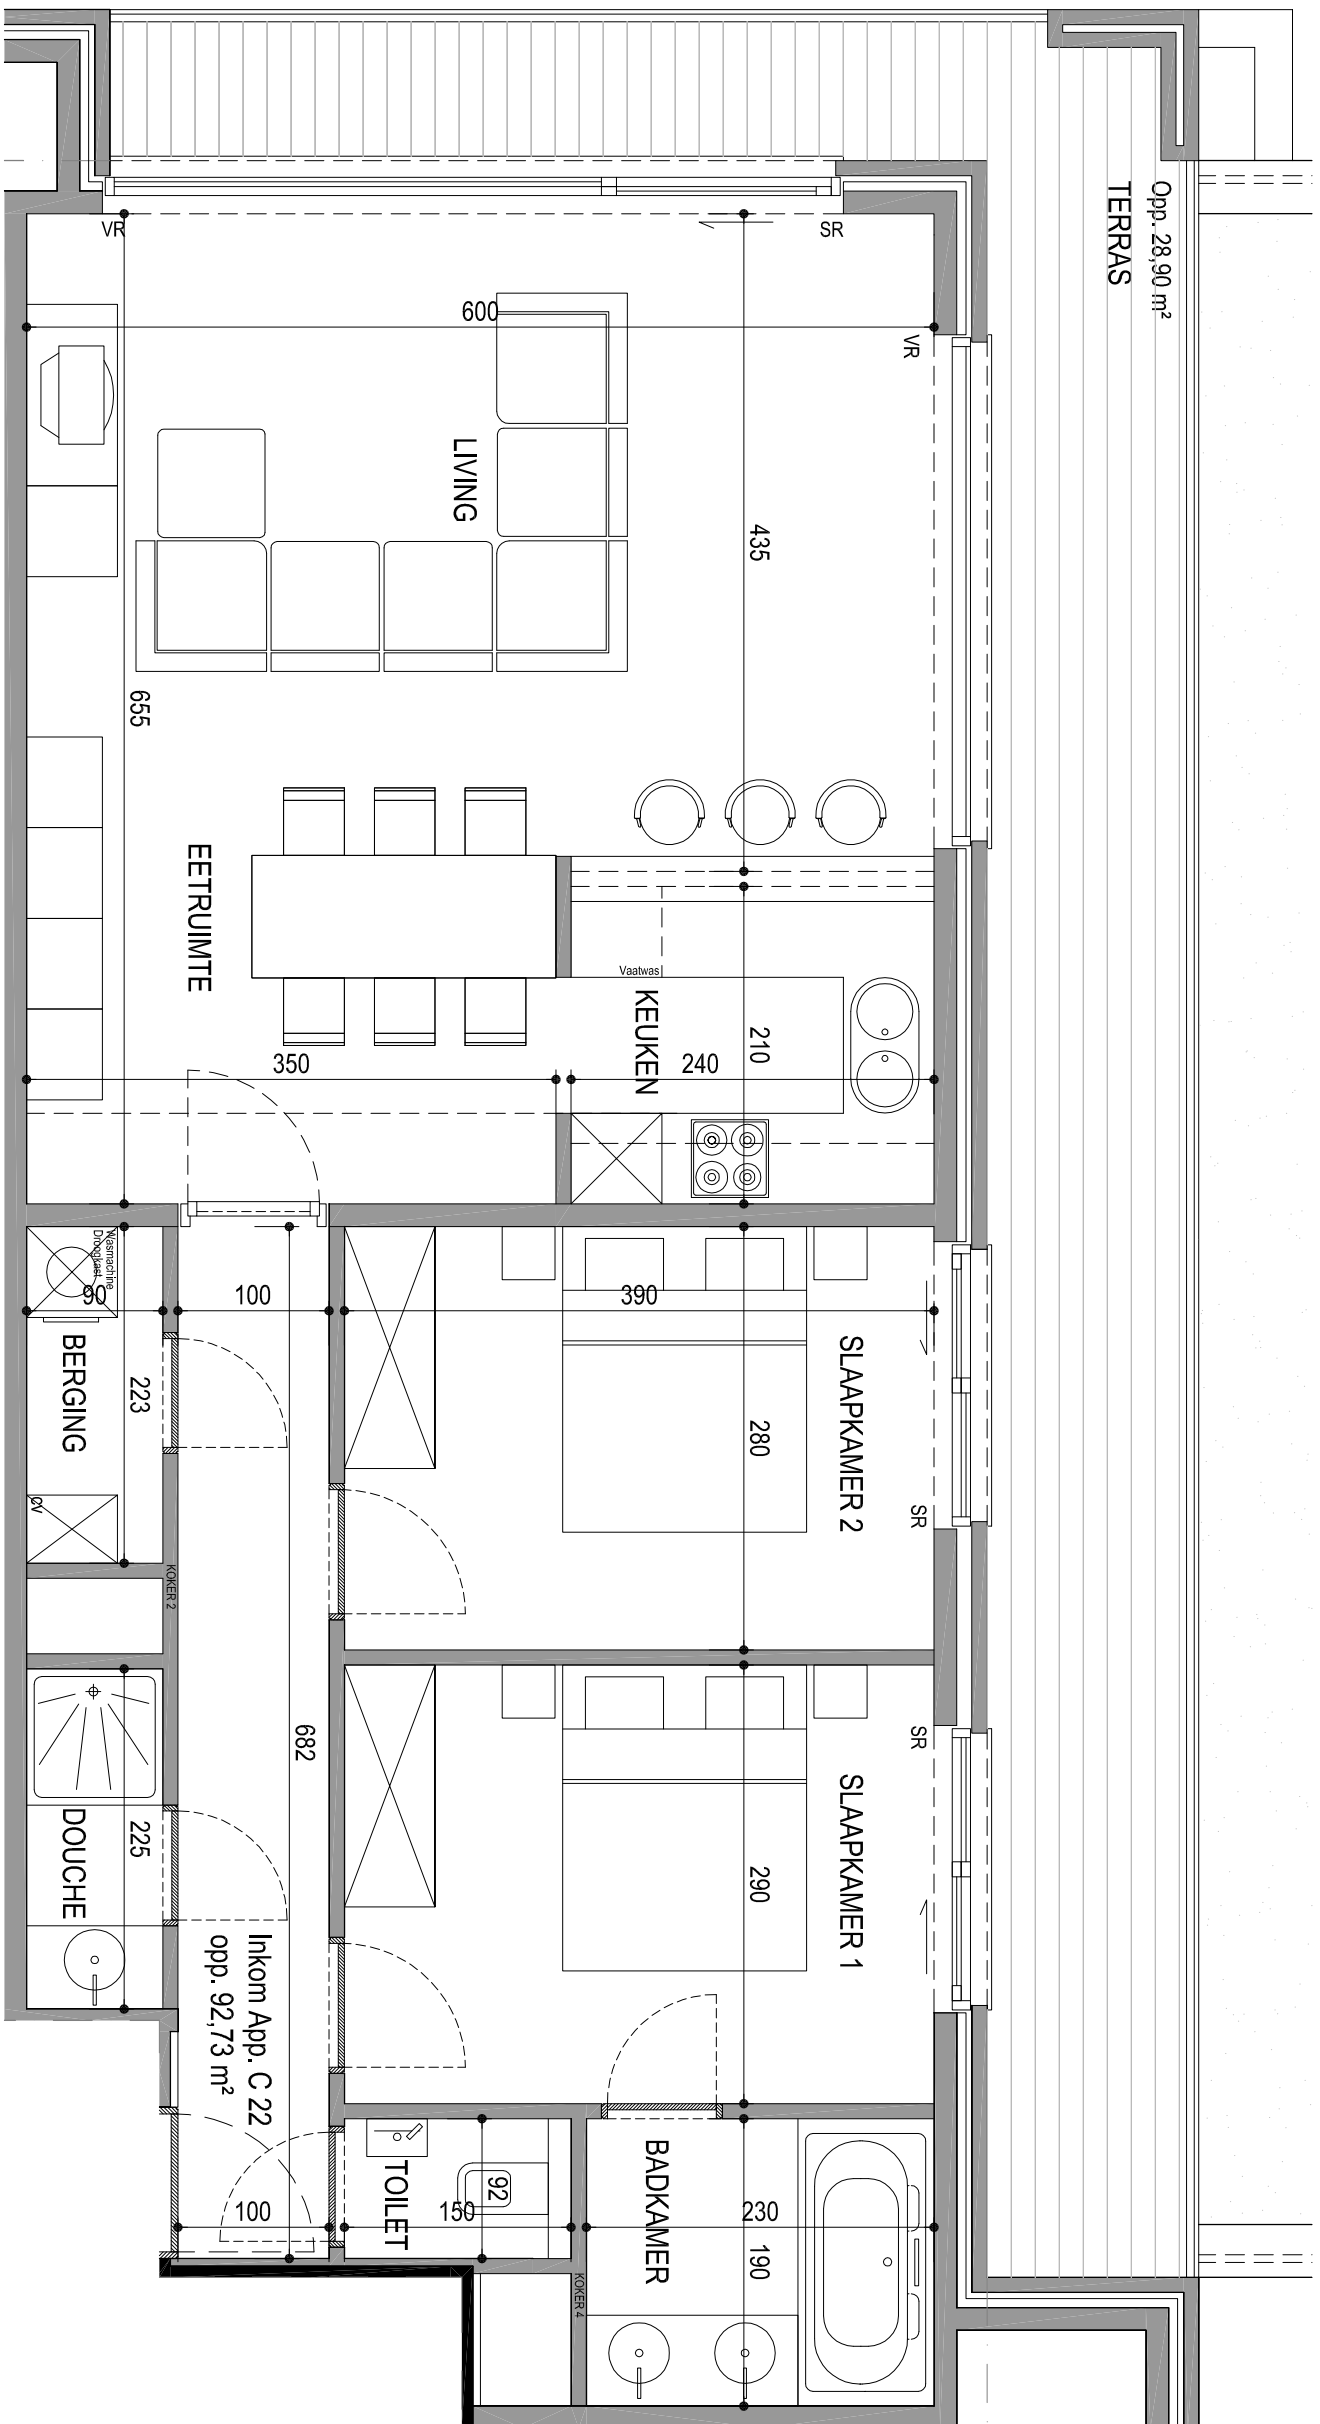 Opp. 28,90 m²
TERRAS
VR
SR
600
VR
LIVING
435
655
EETRUIMTE
Vaatwas
KEUKEN
210
350
240
Wasmachine
Droogkast
90
100
390
BERGING
223
SLAAPKAMER 2
280
SR
CV
KOKER 2
682
SR
DOUCHE
225
SLAAPKAMER 1
290
Inkom App. C 22
opp. 92,73 m²
TOILET
92
BADKAMER
100
150
230
190
KOKER 4